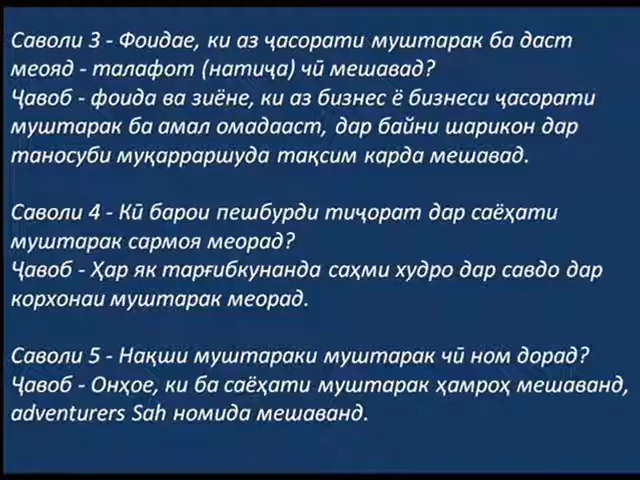 Саволи 3 - Фоидае, ки аз ҷасорати муштарак ба даст
меояд - талафот (натиҷа) чӣ мешавад?
Ҷавоб - фоида ва зиёне, ки аз бизнес ё бизнеси ҷасорати
муштарак ба амал омадааст, дар байни шарикон дар
таносуби муқарраршуда тақсим карда мешавад.
Саволи 4 - Кӣ барои пешбурди тиҷорат дар саёҳати
муштарак сармоя меорад?
Ҷавоб - Ҳар як тарғибкунанда саҳми худро дар савдо дар
корхонаи муштарак меорад.
Саволи 5 - Нақши муштараки муштарак чӣ ном дорад?
Ҷавоб - Онҳое, ки ба саёҳати муштарак ҳамроҳ мешаванд,
adventurers Sah номида мешаванд.